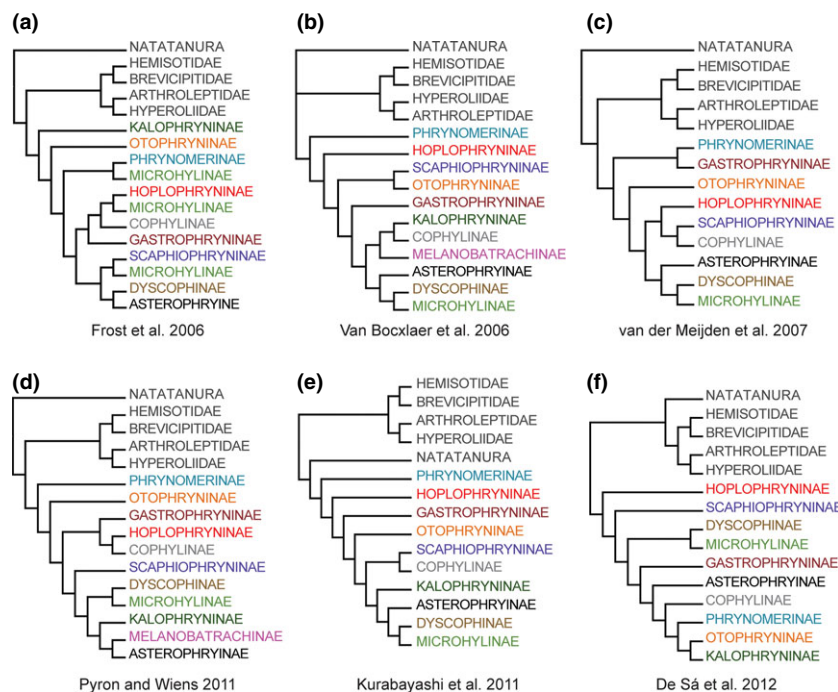 (a)
NATATANURA
HEMISOTIDAE
BREVICIPITIDAE
ARTHROLEPTIDAE
HYPEROLIIDAE
KALOPHRYNINAE
OTOPHRYNINAE
PHRYNOMERINAE
MICROHYLINAE
HOPLOPHRYNINAE
MICROHYLINAE
COPHYLINAE
GASTROPHRYNINAE
SCAPHIOPHRYNINAE
MICROHYLINAE
DYSCOPHINAE
ASTEROPHRYINE
Frost et al. 2006
(b)
NATATANURA
HEMISOTIDAE
BREVICIPITIDAE
HYPEROLIIDAE
ARTHROLEPTIDAE
PHRYNOMERINAE
HOPLOPHRYNINAE
SCAPHIOPHRYNINAE
OTOPHRYNINAE
GASTROPHRYNINAE
KALOPHRYNINAE
COPHYLINAE
MELANOBATRACHINAE
ASTEROPHRYINAE
DYSCOPHINAE
MICROHYLINAE
Van Bocxlaer et al. 2006
(c)
NATATANURA
HEMISOTIDAE
BREVICIPITIDAE
ARTHROLEPTIDAE
HYPEROLIIDAE
PHRYNOMERINAE
GASTROPHRYNINAE
OTOPHRYNINAE
HOPLOPHRYNINAE
SCAPHIOPHRYNINAE
COPHYLINAE
ASTEROPHRYINAE
DYSCOPHINAE
MICROHYLINAE
van der Meijden et al. 2007
(d)
NATATANURA
HEMISOTIDAE
BREVICIPITIDAE
ARTHROLEPTIDAE
HYPEROLIIDAE
PHRYNOMERINAE
OTOPHRYNINAE
GASTROPHRYNINAE
HOPLOPHRYNINAE
COPHYLINAE
SCAPHIOPHRYNINAE
DYSCOPHINAE
MICROHYLINAE
KALOPHRYNINAE
MELANOBATRACHINAE
ASTEROPHRYINAE
Pyron and Wiens 2011
(e)
HEMISOTIDAE
BREVICIPITIDAE
ARTHROLEPTIDAE
HYPEROLIIDAE
NATATANURA
PHRYNOMERINAE
HOPLOPHRYNINAE
GASTROPHRYNINAE
OTOPHRYNINAE
SCAPHIOPHRYNINAE
COPHYLINAE
KALOPHRYNINAE
ASTEROPHRYINAE
DYSCOPHINAE
MICROHYLINAE
Kurabayashi et al. 2011
(f)
NATATANURA
HEMISOTIDAE
BREVICIPITIDAE
ARTHROLEPTIDAE
HYPEROLIIDAE
HOPLOPHRYNINAE
SCAPHIOPHRYNINAE
DYSCOPHINAE
MICROHYLINAE
GASTROPHRYNINAE
ASTEROPHRYINAE
COPHYLINAE
PHRYNOMERINAE
OTOPHRYNINAE
KALOPHRYNINAE
De Sá et al. 2012